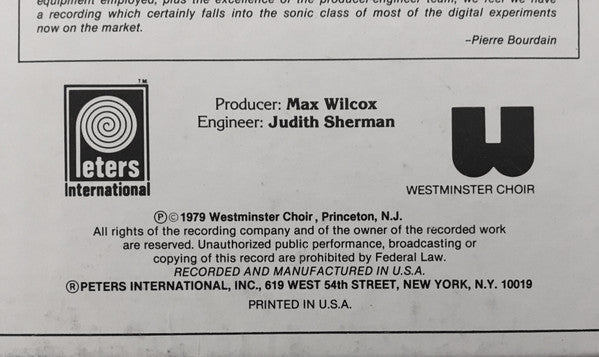 equipment employed, plus the excellence of the producer-engineer team, we feel we have
a recording which certainly falls into the sonic class of most of the digital experiments
now on the market.
–Pierre Bourdain
TM
Peters
International
Producer: Max Wilcox
Engineer: Judith Sherman
WESTMINSTER CHOIR
Ⓟ©1979 Westminster Choir, Princeton, N.J.
All rights of the recording company and of the owner of the recorded work
are reserved. Unauthorized public performance, broadcasting or
copying of this record are prohibited by Federal Law.
RECORDED AND MANUFACTURED IN U.S.A.
®PETERS INTERNATIONAL, INC., 619 WEST 54th STREET, NEW YORK, N.Y. 10019
PRINTED IN U.S.A.